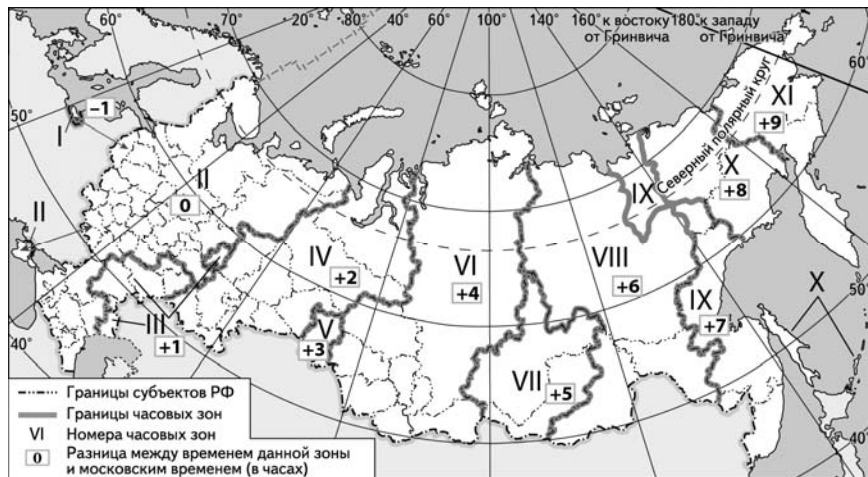 60°
70°
-80°
100°
160° к востоку
от Гринвича
180° к западу
от Гринвича
60°
50°
I
–1
II
0
II
III
+1
IV
+2
V
+3
VI
+4
VII
+5
VIII
+6
IX
IX
+7
X
+8
XI
+9
X
Северный полярный круг
50°
40°
40°
60°
80°
100°
120°
140°
Границы субъектов РФ
Границы часовых зон
VI Номера часовых зон
0 Разница между временем данной зоны
и московским временем (в часах)